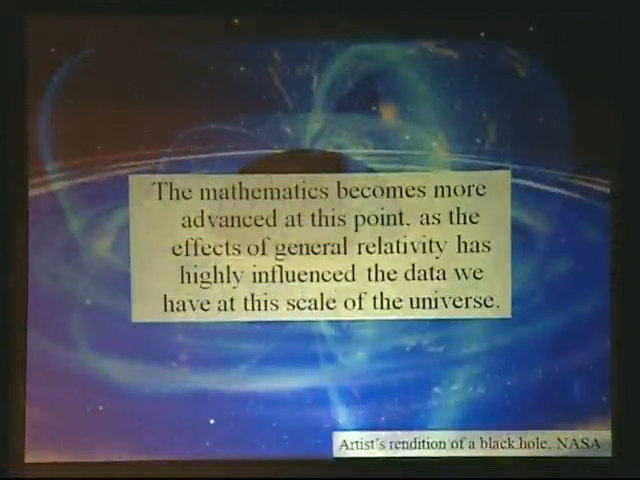 The mathematics becomes more
advanced at this point, as the
effects of general relativity has
highly influenced the data we
have at this scale of the universe.
Artist's rendition of a black hole, NASA